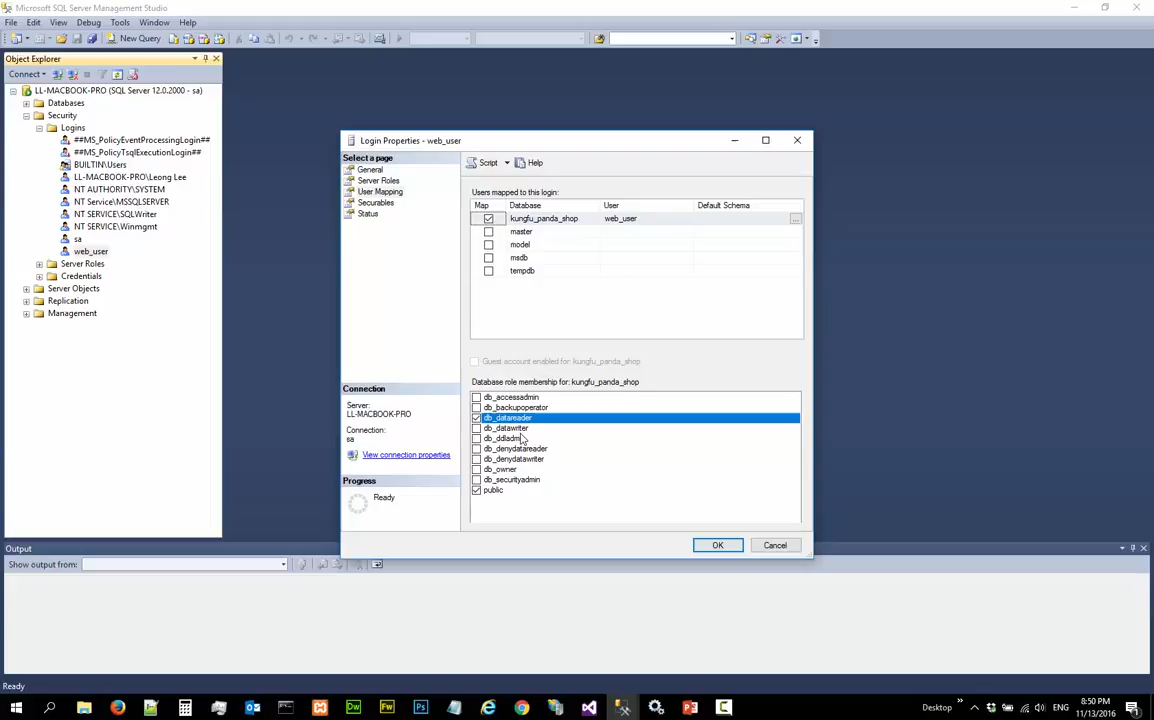 Microsoft SQL Server Management Studio
File Edit View Debug Tools Window Help
New Query
Object Explorer
Connect
LL-MACBOOK-PRO (SQL Server 12.0.2000 - sa)
Databases
Security
Logins
##MS_PolicyEventProcessingLogin##
##MS_PolicyTsqlExecutionLogin##
BUILTIN\Users
LL-MACBOOK-PRO\Leong Lee
NT AUTHORITY\SYSTEM
NT Service\MSSQLSERVER
NT SERVICE\SQLWriter
NT SERVICE\Winmgmt
sa
web_user
Server Roles
Credentials
Server Objects
Replication
Management
Login Properties - web_user
Select a page
General
Server Roles
User Mapping
Securables
Status
Connection
Server:
LL-MACBOOK-PRO
Connection:
sa
View connection properties
Progress
Ready
Script Help
Users mapped to this login:
Map Database User Default Schema
kungfu_panda_shop web_user ...
master
model
msdb
tempdb
Guest account enabled for: kungfu_panda_shop
Database role membership for: kungfu_panda_shop
db_accessadmin
db_backupoperator
db_datareader
db_datawriter
db_ddladmin
db_denydatareader
db_denydatawriter
db_owner
db_securityadmin
public
OK Cancel
Output
Show output from:
Ready
Desktop ENG 8:50 PM
11/13/2016